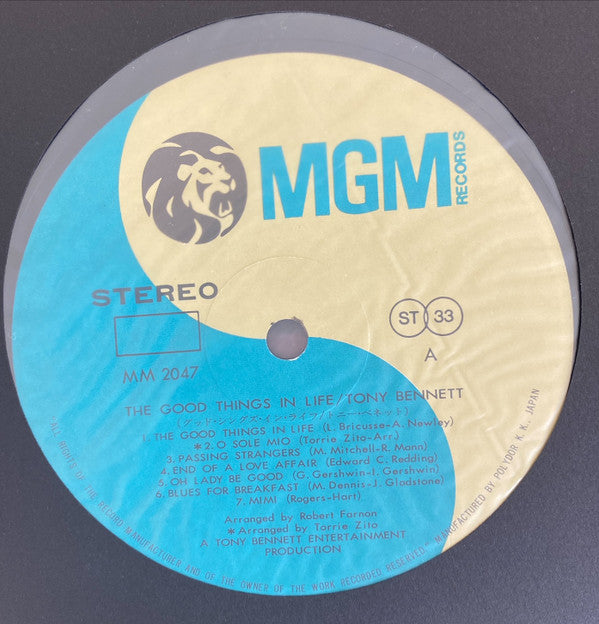 MGM
RECORDS
STEREO
ST 33
MM 2047
A
THE GOOD THINGS IN LIFE/TONY BENNETT
(グッド・シングズ・イン・ライフ/トニー・ベネット)
1. THE GOOD THINGS IN LIFE (L. Bricusse-A. Newley)
*2. O SOLE MIO (Torrie Zito-Arr.)
3. PASSING STRANGERS (M. Mitchell-R. Mann)
4. END OF A LOVE AFFAIR (Edward C. Redding)
5. OH LADY BE GOOD (G. Gershwin-I. Gershwin)
6. BLUES FOR BREAKFAST (M. Dennis-J. Gladstone)
7. MIMI (Rogers-Hart)
Arranged by Robert Farnon
*Arranged by Torrie Zito
A TONY BENNETT ENTERTAINMENT
PRODUCTION
ALL RIGHTS OF THE RECORD MANUFACTURER AND OF THE OWNER OF THE WORK RECORDED RESERVED. MANUFACTURED BY POLYDOR K. K., JAPAN